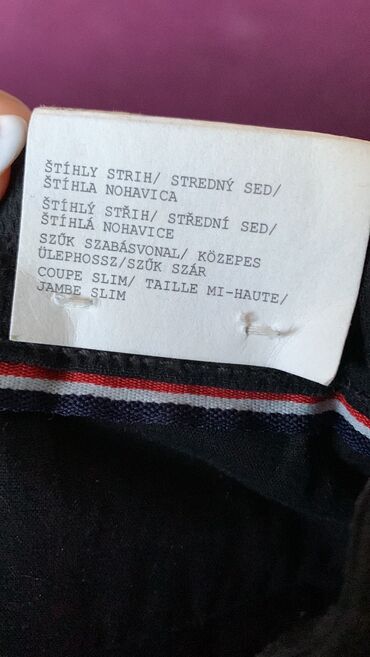 ŠTÍHLY STRIH/ STREDNÝ SED/
ŠTÍHLA NOHAVICA
ŠTÍHLÝ STŘIH/ STŘEDNÍ SED/
ŠTÍHLÁ NOHAVICE
SZŰK SZABÁSVONAL/ KÖZEPES
ÜLEPHOSSZ/SZŰK SZÁR
COUPE SLIM/ TAILLE MI-HAUTE/
JAMBE SLIM